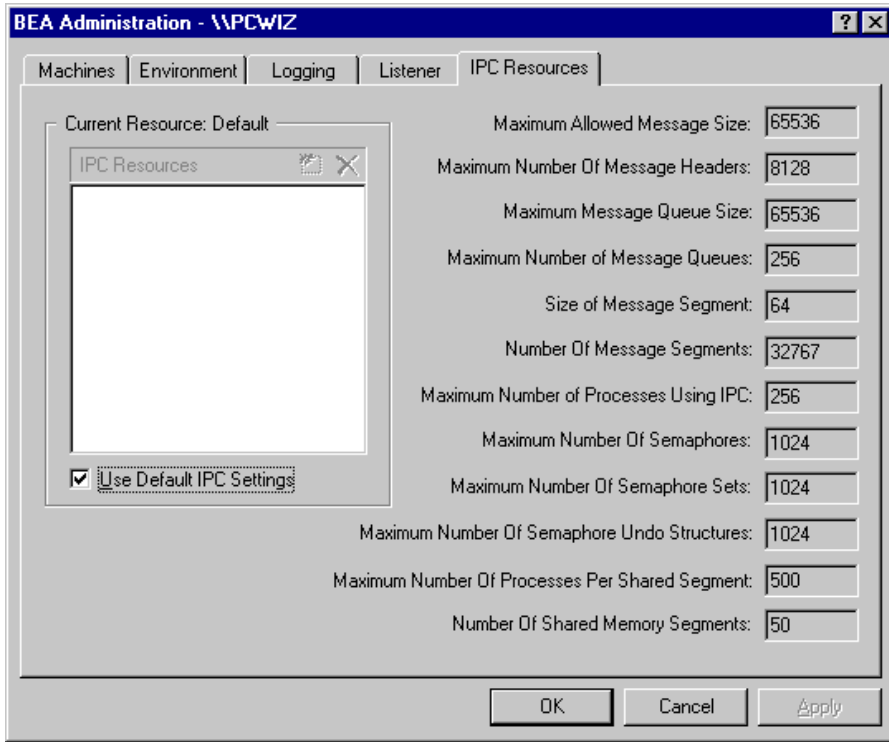 BEA Administration - \\PCWIZ
Machines Environment Logging Listener IPC Resources
Current Resource: Default
IPC Resources
Use Default IPC Settings
Maximum Allowed Message Size: 65536
Maximum Number Of Message Headers: 8128
Maximum Message Queue Size: 65536
Maximum Number of Message Queues: 256
Size of Message Segment: 64
Number Of Message Segments: 32767
Maximum Number of Processes Using IPC: 256
Maximum Number Of Semaphores: 1024
Maximum Number Of Semaphore Sets: 1024
Maximum Number Of Semaphore Undo Structures: 1024
Maximum Number Of Processes Per Shared Segment: 500
Number Of Shared Memory Segments: 50
OK Cancel Apply